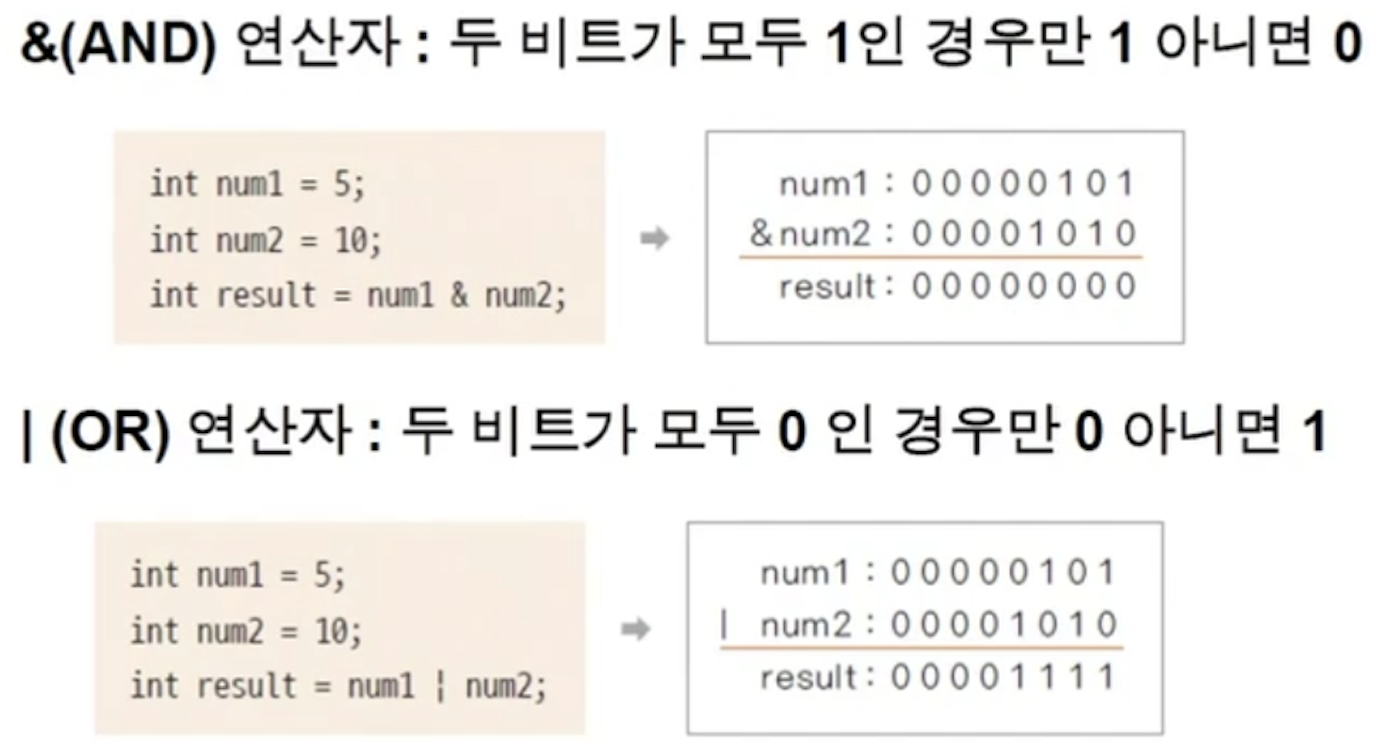 &(AND) 연산자 : 두 비트가 모두 1인 경우만 1 아니면 0
int num1 = 5;
int num2 = 10;
int result = num1 & num2;
num1 : 0 0 0 0 0 1 0 1
& num2 : 0 0 0 0 1 0 1 0
result : 0 0 0 0 0 0 0 0
| (OR) 연산자 : 두 비트가 모두 0 인 경우만 0 아니면 1
int num1 = 5;
int num2 = 10;
int result = num1 ¦ num2;
num1 : 0 0 0 0 0 1 0 1
| num2 : 0 0 0 0 1 0 1 0
result : 0 0 0 0 1 1 1 1